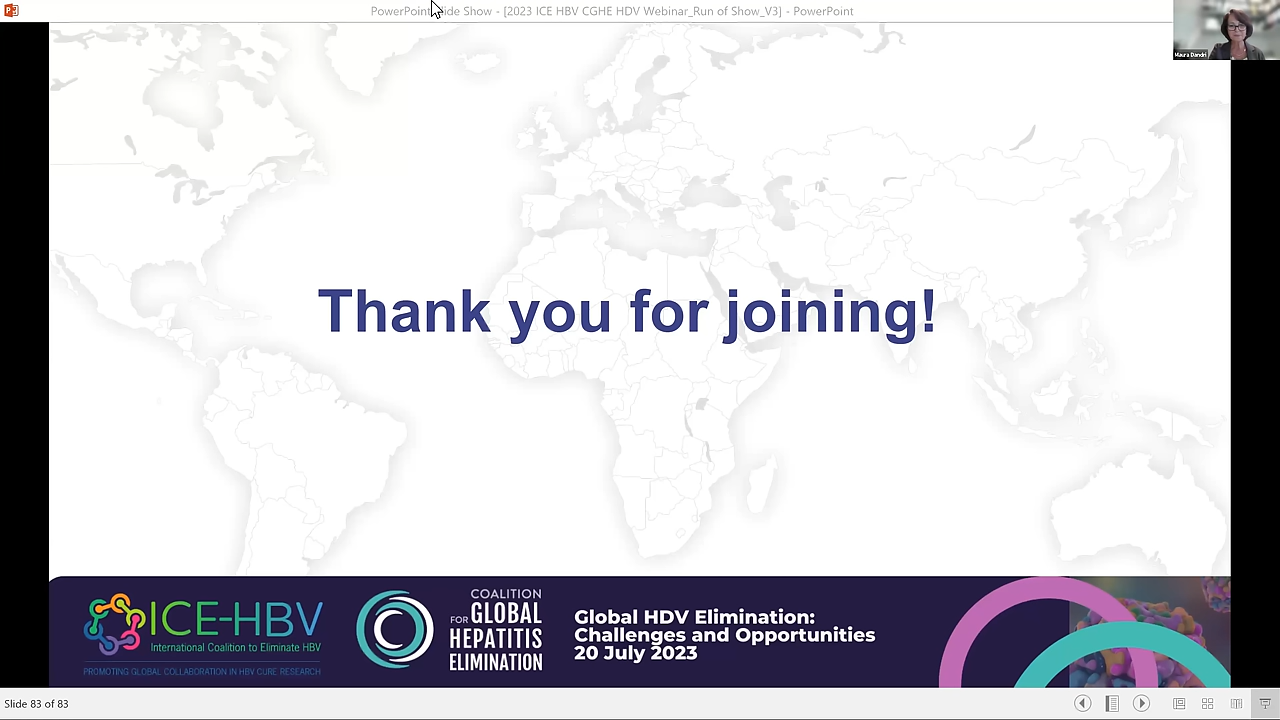 PowerPoint Slide Show - [2023 ICE HBV CGHE HDV Webinar_Run of Show_V3] - PowerPoint
Maura Dandri
Thank you for joining!
ICE-HBV
International Coalition to Eliminate HBV
PROMOTING GLOBAL COLLABORATION IN HBV CURE RESEARCH
COALITION
FOR GLOBAL
HEPATITIS
ELIMINATION
Global HDV Elimination:
Challenges and Opportunities
20 July 2023
Slide 83 of 83